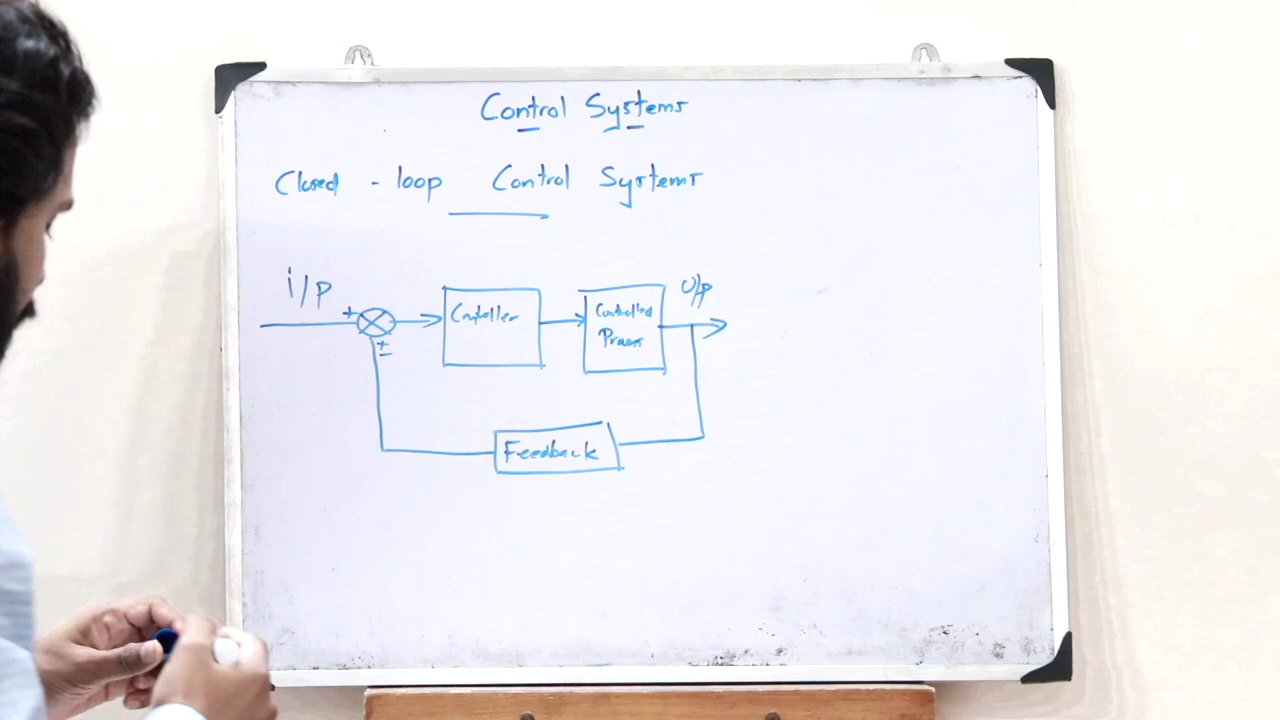 Control Systems
Closed - loop Control Systems
i/p
O/p
+
Controller
Controlled
Process
±
Feedback